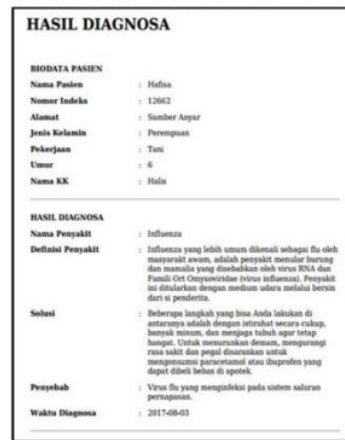 HASIL DIAGNOSA
BIODATA PASIEN
Nama Pasien : Hafisa
Nomor Indeks : 12662
Alamat : Sumber Anyar
Jenis Kelamin : Perempuan
Pekerjaan : Tani
Umur : 6
Nama KK : Halis
HASIL DIAGNOSA
Nama Penyakit : Influenza
Definisi Penyakit : Influenza yang lebih umum dikenali sebagai flu oleh
masyarakt awam, adalah penyakit menular burung
dan mamalia yang disebabkan oleh virus RNA dan
Famili Ort Omyxoviridae (virus influenza). Penyakit
ini ditularkan dengan medium udara melalui bersin
dari si penderita.
Solusi : Beberapa langkah yang bisa Anda lakukan di
antaranya adalah dengan istirahat secara cukup,
banyak minum, dan menjaga tubuh agar tetap
hangat. Untuk menurunkan demam, mengurangi
rasa sakit dan pegal disarankan untuk
mengonsumsi paracetamol atau ibuprofen yang
dapat dibeli bebas di apotek.
Penyebab : Virus flu yang menginfeksi pada sistem saluran
pernapasan.
Waktu Diagnosa : 2017-08-03